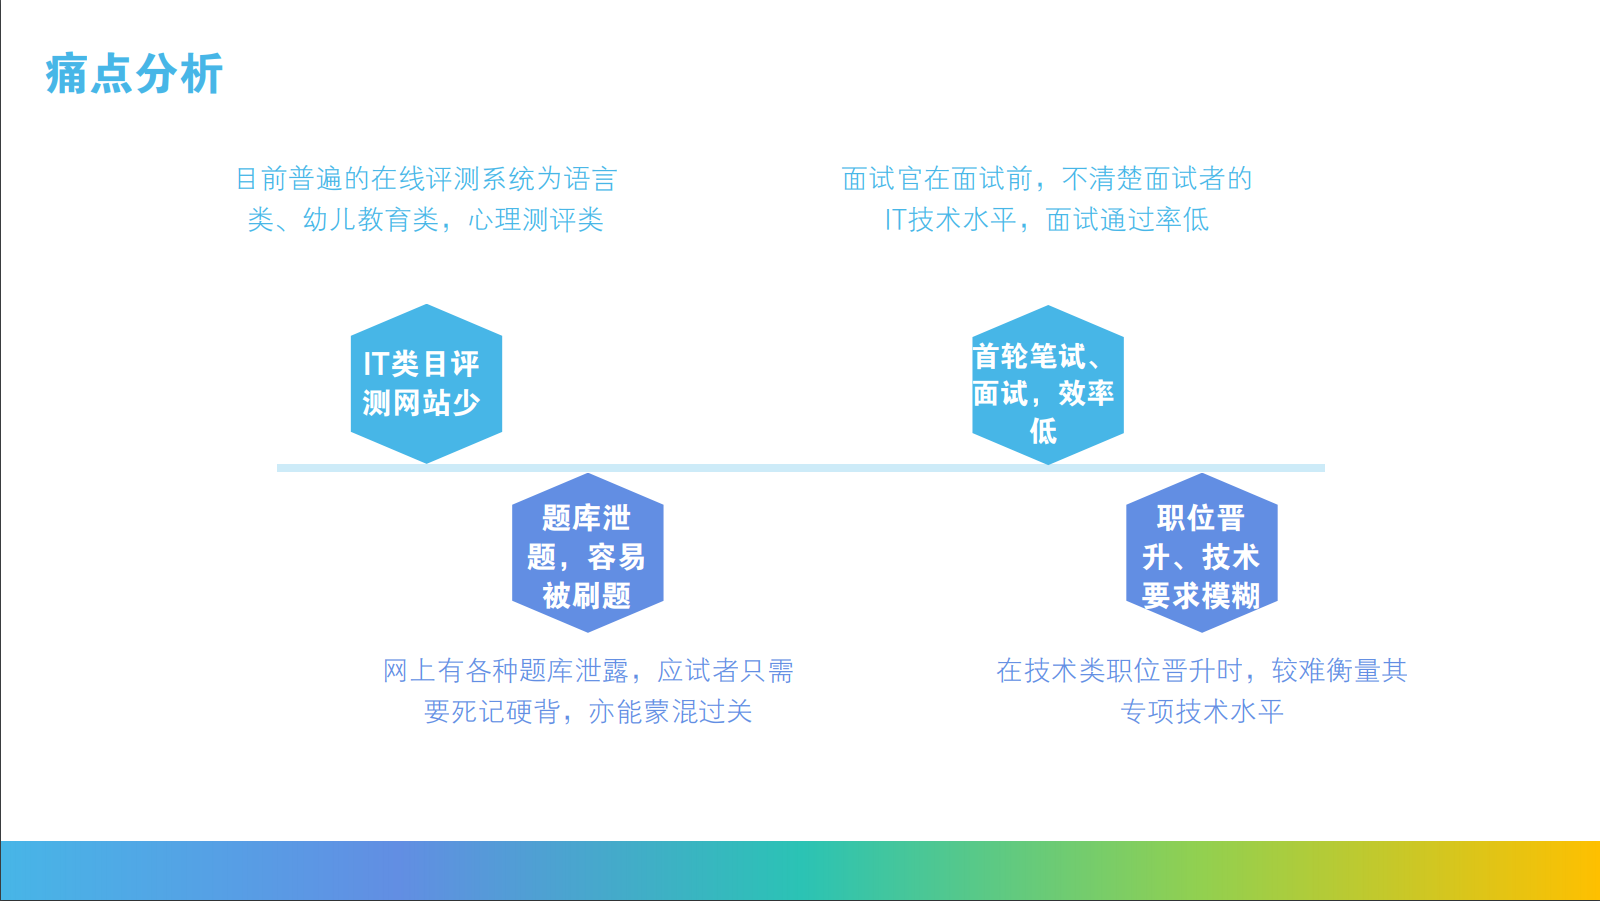 痛点分析
目前普遍的在线评测系统为语言
类、幼儿教育类，心理测评类
面试官在面试前，不清楚面试者的
IT技术水平，面试通过率低
IT类目评
测网站少
首轮笔试、
面试，效率
低
题库泄
题，容易
被刷题
职位晋
升、技术
要求模糊
网上有各种题库泄露，应试者只需
要死记硬背，亦能蒙混过关
在技术类职位晋升时，较难衡量其
专项技术水平